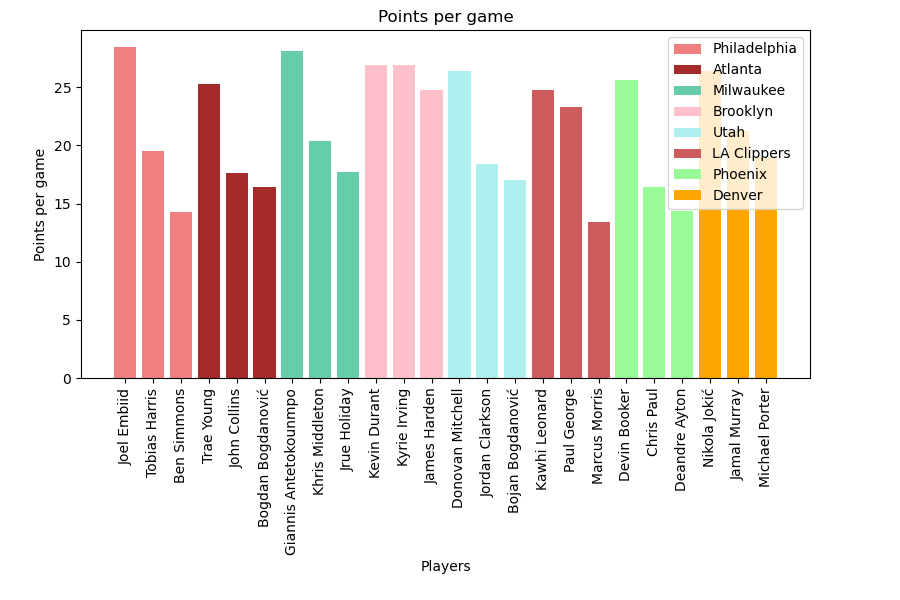 Points per game
Points per game
25
20
15
10
5
0
Philadelphia
Atlanta
Milwaukee
Brooklyn
Utah
LA Clippers
Phoenix
Denver
Joel Embiid
Tobias Harris
Ben Simmons
Trae Young
John Collins
Bogdan Bogdanović
Giannis Antetokounmpo
Khris Middleton
Jrue Holiday
Kevin Durant
Kyrie Irving
James Harden
Donovan Mitchell
Jordan Clarkson
Bojan Bogdanović
Kawhi Leonard
Paul George
Marcus Morris
Devin Booker
Chris Paul
Deandre Ayton
Nikola Jokić
Jamal Murray
Michael Porter
Players